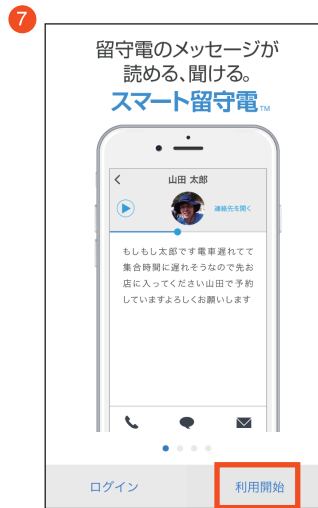 7
留守電のメッセージが
読める、聞ける。
スマート留守電™
山田 太郎
連絡先を開く
もしもし太郎です電車遅れてて
集合時間に遅れそうなので先お
店に入ってください山田で予約
していますよろしくお願いします
ログイン
利用開始